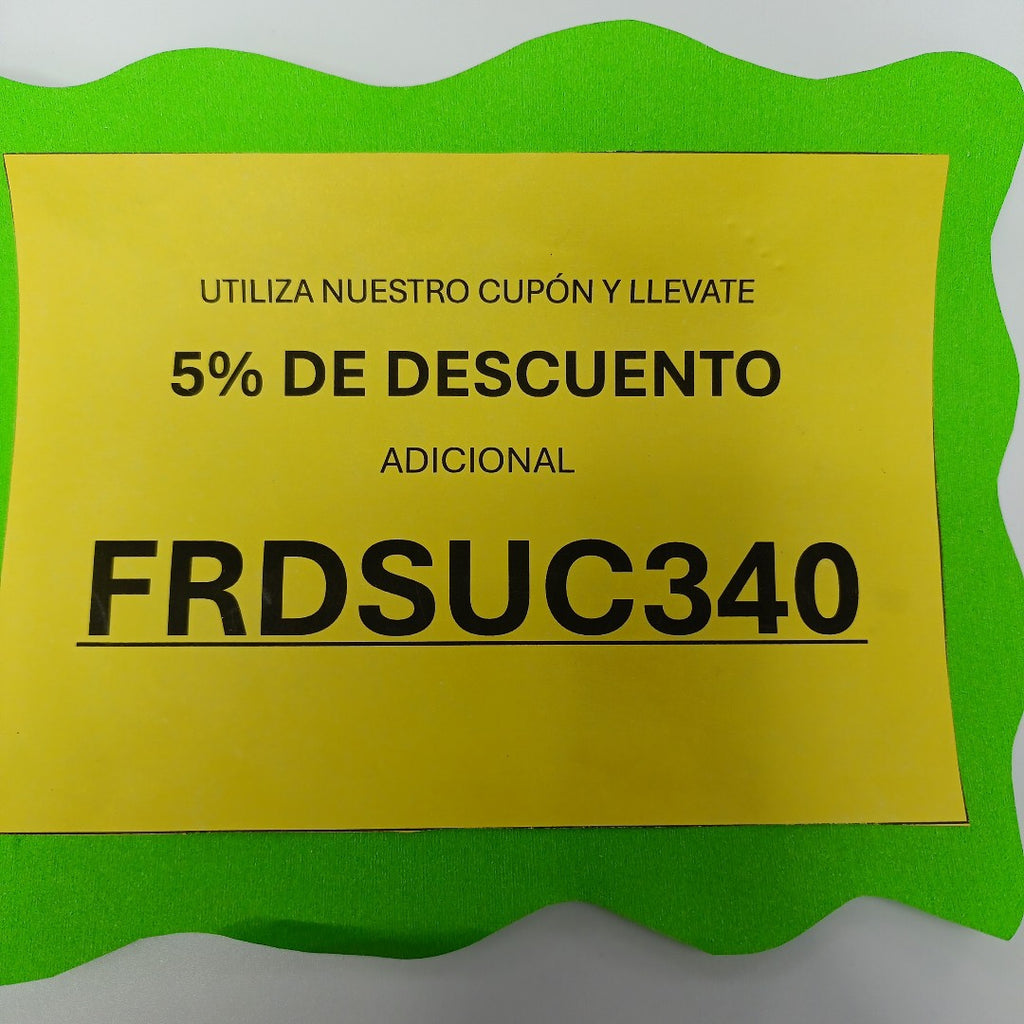 UTILIZA NUESTRO CUPÓN Y LLEVATE
5% DE DESCUENTO
ADICIONAL
FRDSUC340